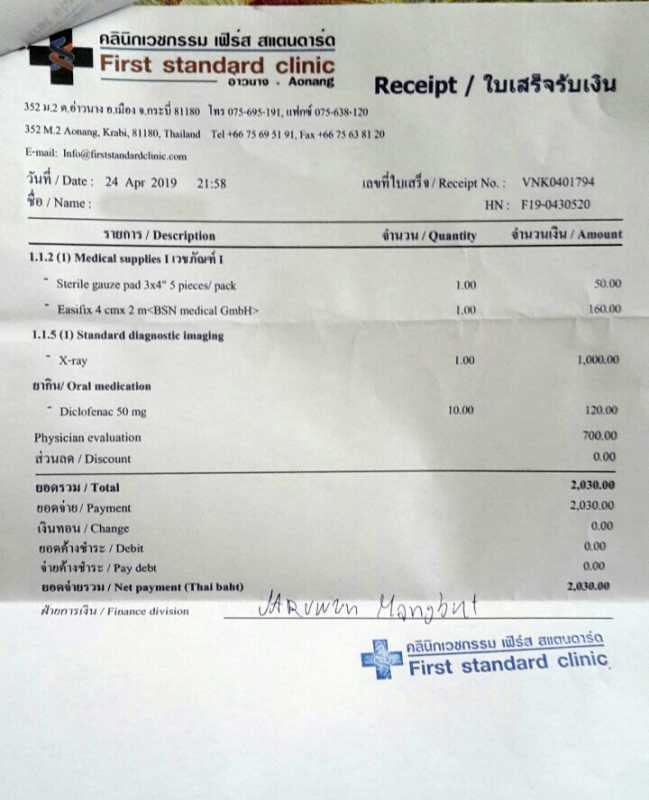 คลินิกเวชกรรม เฟิร์ส สแตนดาร์ด
First standard clinic
อ่าวนาง - Aonang
Receipt / ใบเสร็จรับเงิน
352 ม.2 ต.อ่าวนาง อ.เมือง จ.กระบี่ 81180 โทร 075-695-191, แฟกซ์ 075-638-120
352 M.2 Aonang, Krabi, 81180, Thailand Tel +66 75 69 51 91, Fax +66 75 63 81 20
E-mail: Info@firststandardclinic.com
วันที่ / Date : 24 Apr 2019 21:58 เลขที่ใบเสร็จ / Receipt No. : VNK0401794
ชื่อ / Name : HN : F19-0430520
รายการ / Description จำนวน / Quantity จำนวนเงิน / Amount
1.1.2 (1) Medical supplies 1 เวชภัณฑ์ 1
- Sterile gauze pad 3x4" 5 pieces/ pack 1.00 50.00
- Easifix 4 cmx 2 m<BSN medical GmbH> 1.00 160.00
1.1.5 (1) Standard diagnostic imaging
- X-ray 1.00 1,000.00
ยากิน/ Oral medication
- Diclofenac 50 mg 10.00 120.00
Physician evaluation 700.00
ส่วนลด / Discount 0.00
ยอดรวม / Total 2,030.00
ยอดจ่าย / Payment 2,030.00
เงินทอน / Change 0.00
ยอดค้างชำระ / Debit 0.00
จ่ายค้างชำระ / Pay debt 0.00
ยอดจ่ายรวม / Net payment (Thai baht) 2,030.00
ฝ่ายการเงิน / Finance division
คลินิกเวชกรรม เฟิร์ส สแตนดาร์ด
First standard clinic